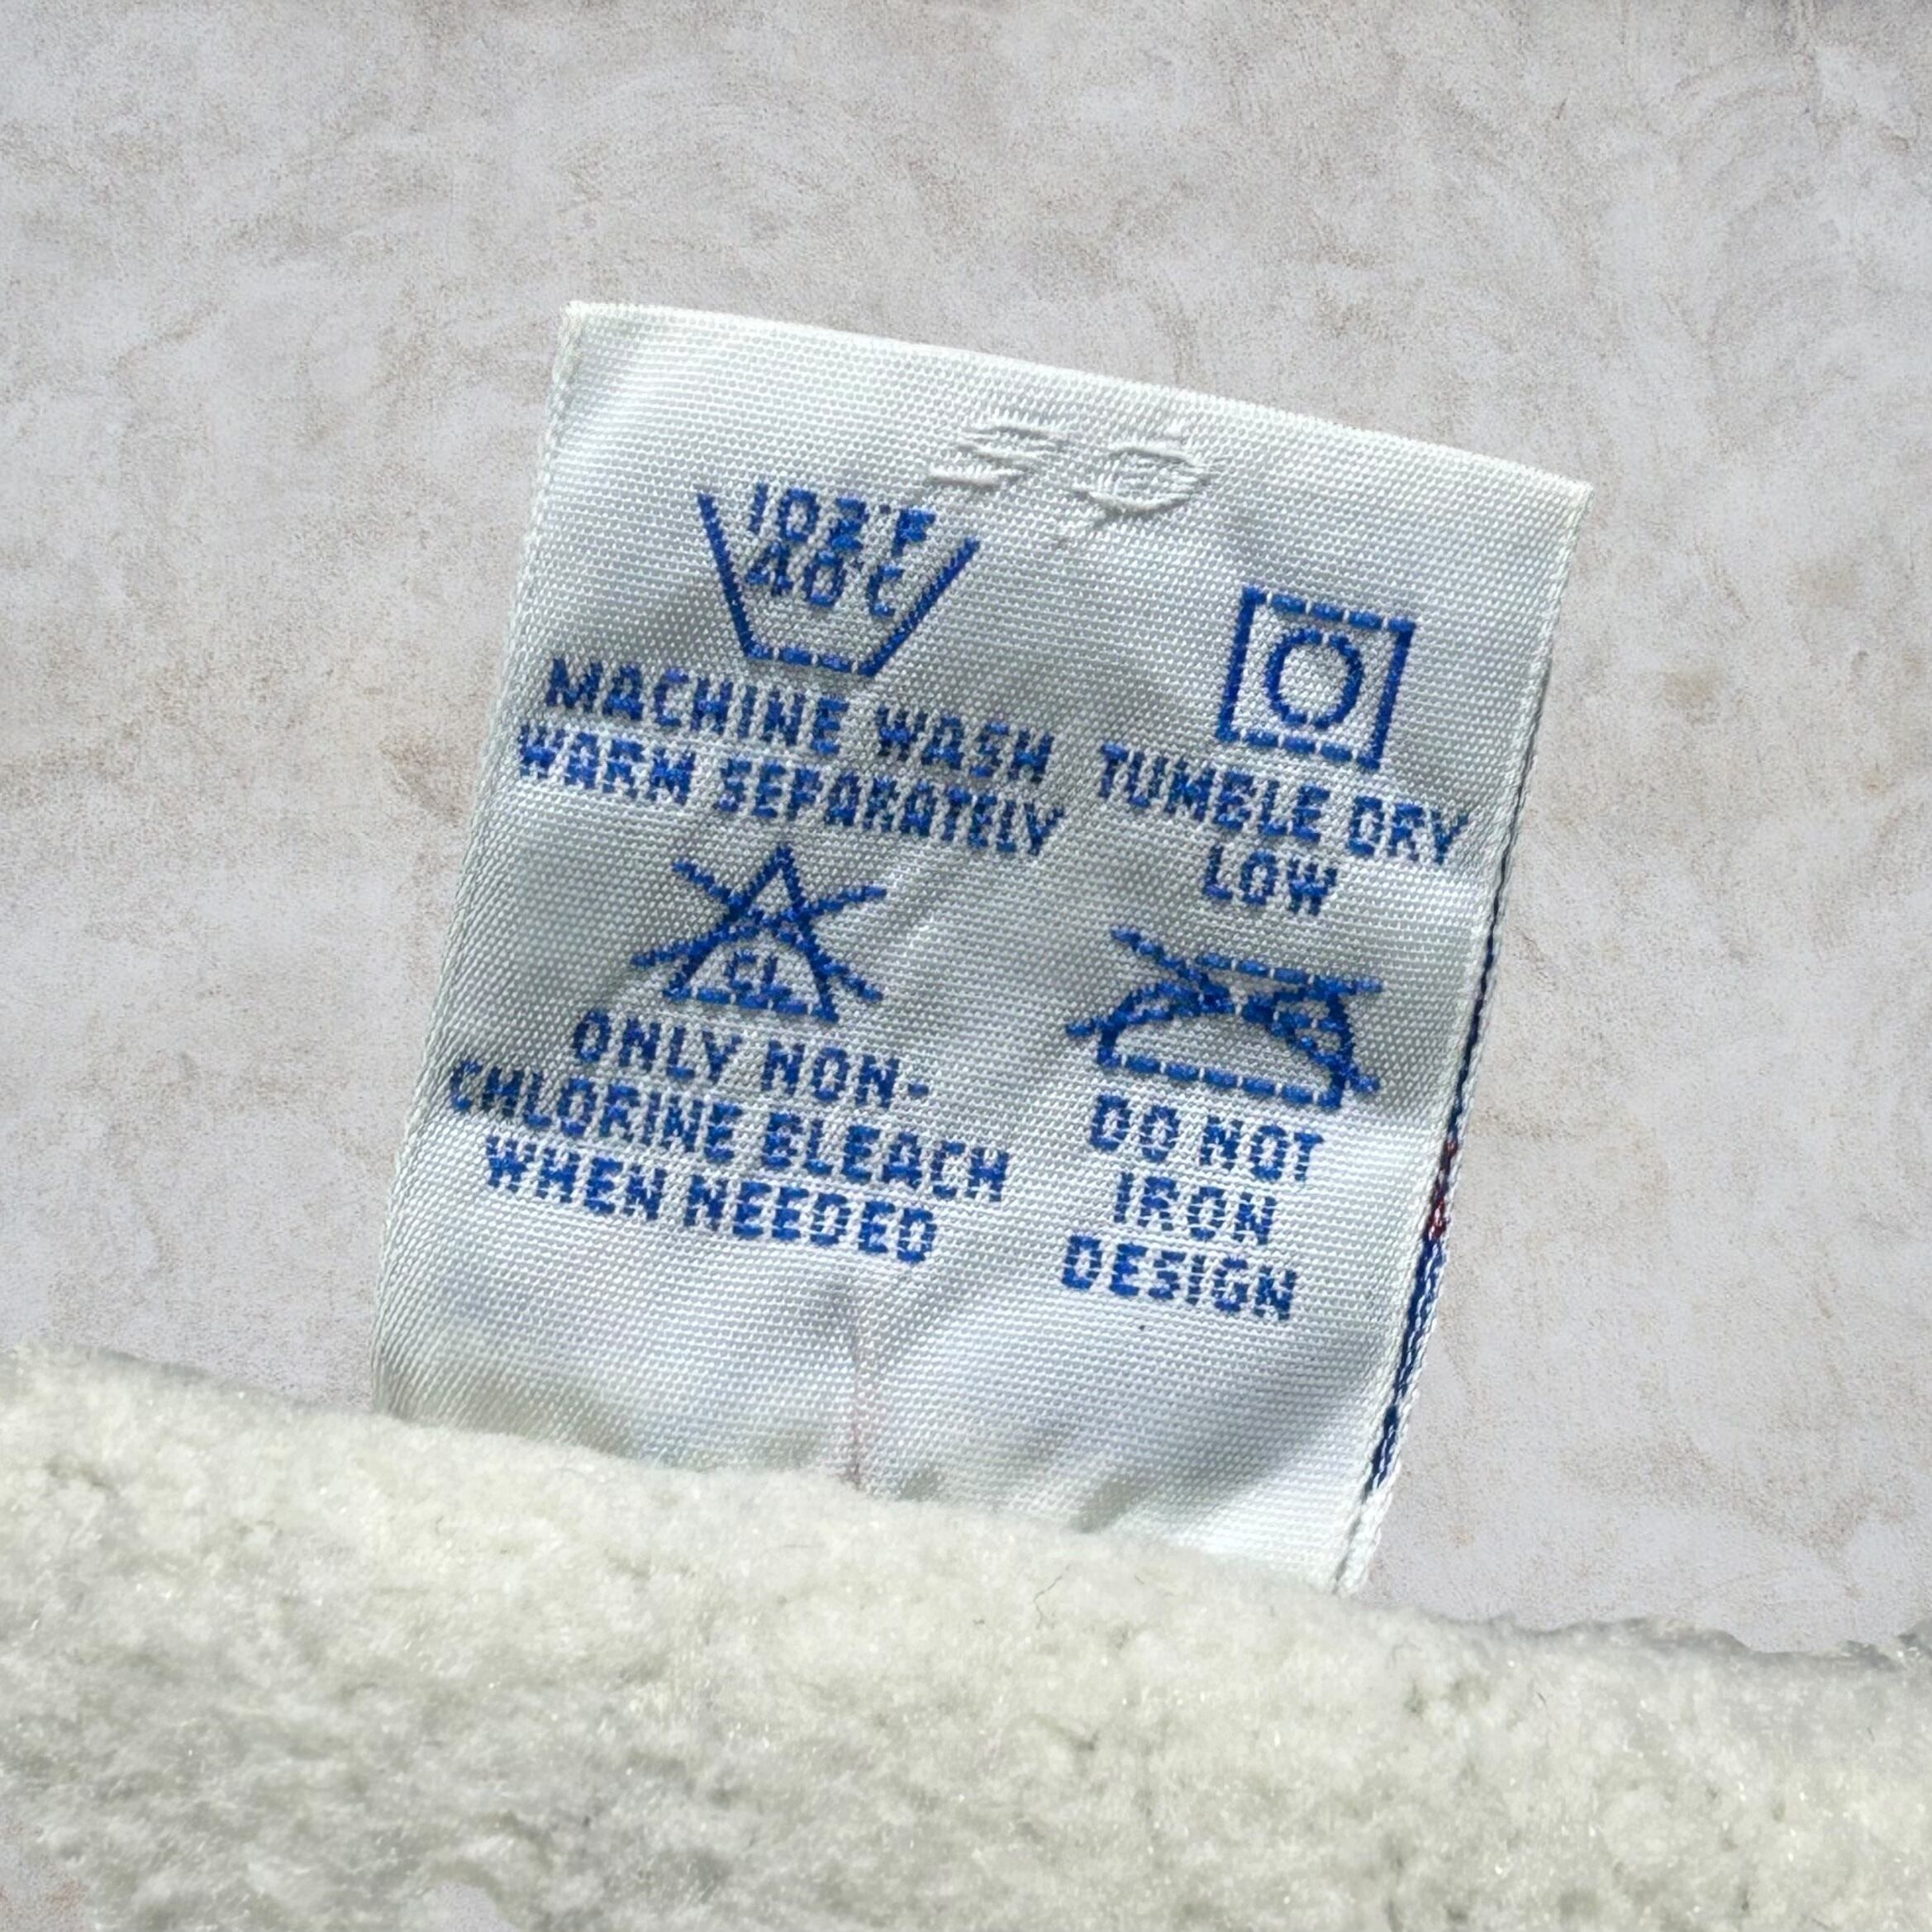 102°F
40°C
MACHINE WASH
WARM SEPARATELY
TUMBLE DRY
LOW
CL
ONLY NON-
CHLORINE BLEACH
WHEN NEEDED
DO NOT
IRON
DESIGN